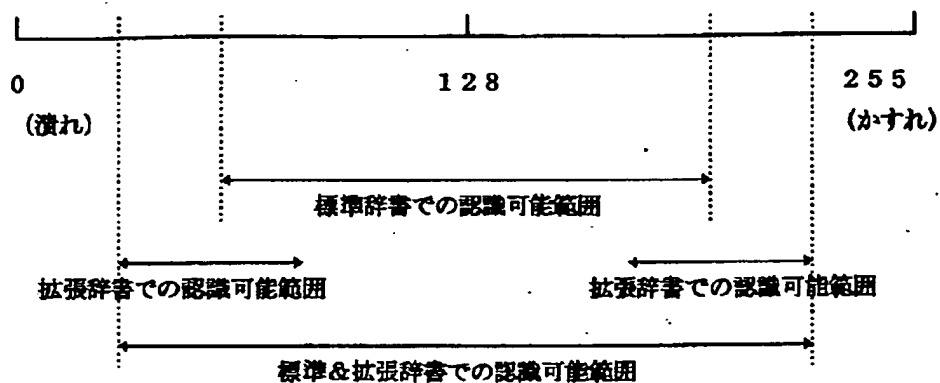 0
128
255
(潰れ)
(かすれ)
標準辞書での認識可能範囲
拡張辞書での認識可能範囲
拡張辞書での認識可能範囲
標準&拡張辞書での認識可能範囲